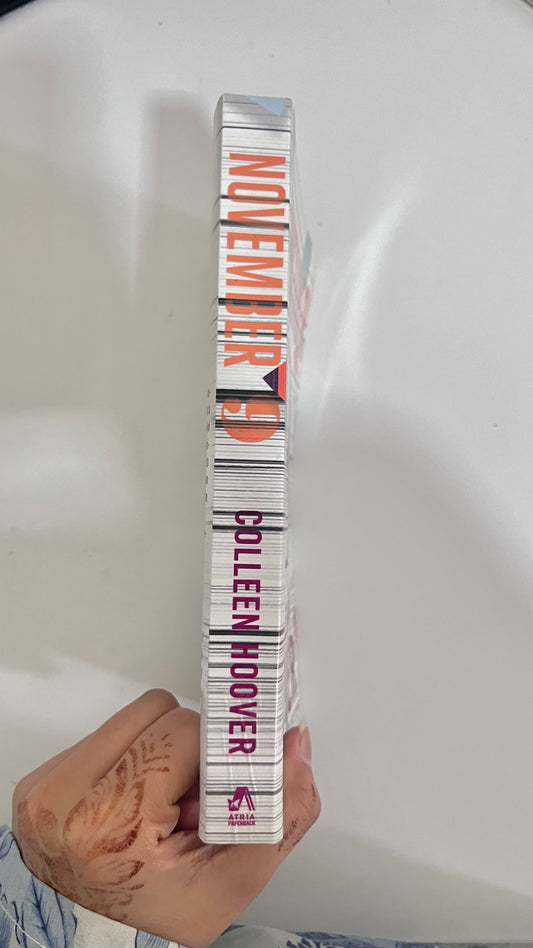 NOVEMBER 9
COLLEEN HOOVER
ATRIA
PAPERBACK